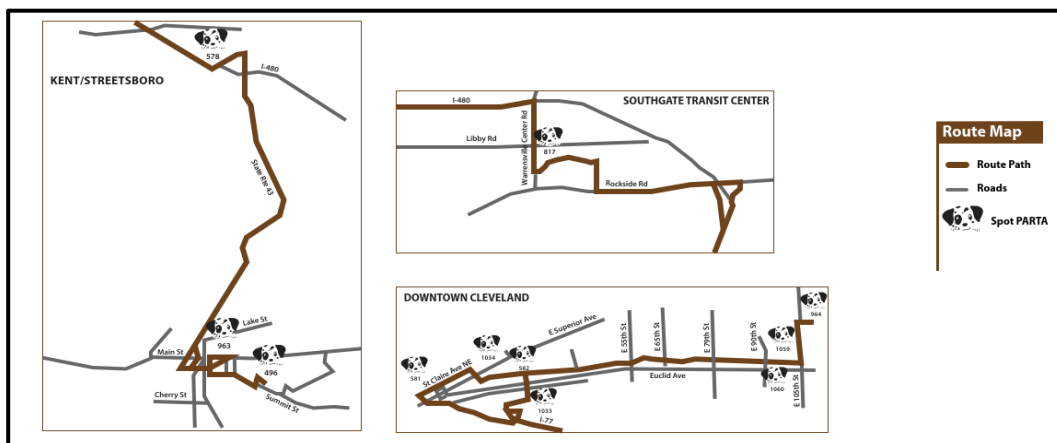 KENT/STREETSBORO
578
I-480
State Rte 43
963
Lake St
Main St
496
Cherry St
Summit St
SOUTHGATE TRANSIT CENTER
I-480
Warrensville Center Rd
Libby Rd
817
Rockside Rd
DOWNTOWN CLEVELAND
E Superior Ave
1034
582
581
St Claire Ave NE
1033
I-77
E 55th St
E 65th St
E 79th St
E 90th St
Euclid Ave
964
1059
1060
E 105th St
Route Map
Route Path
Roads
Spot PARTA